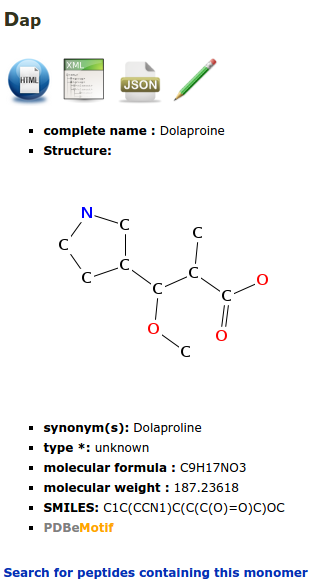 Dap
HTML
XML
JSON
complete name : Dolaproine
Structure:
N
C
C
C
C
C
C
C
C
O
O
C
O
C
synonym(s): Dolaproline
type *: unknown
molecular formula : C9H17NO3
molecular weight : 187.23618
SMILES: C1C(CCN1)C(C(C(O)=O)C)OC
PDBeMotif
Search for peptides containing this monomer